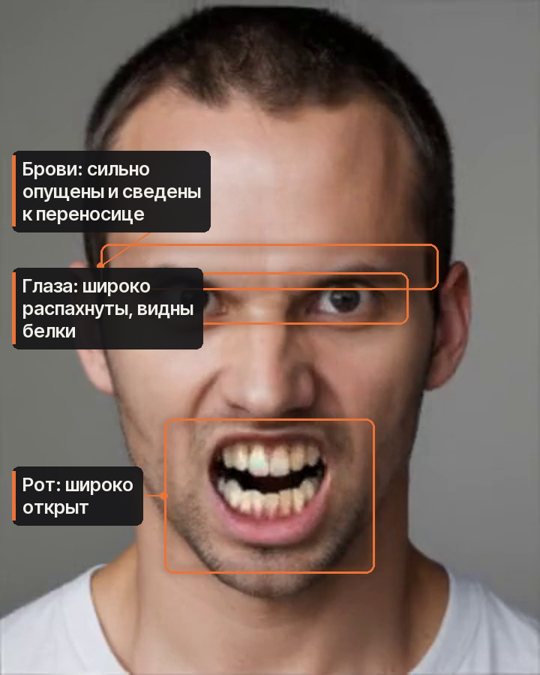 Брови: сильно
опущены и сведены
к переносице
Глаза: широко
распахнуты, видны
белки
Рот: широко
открыт